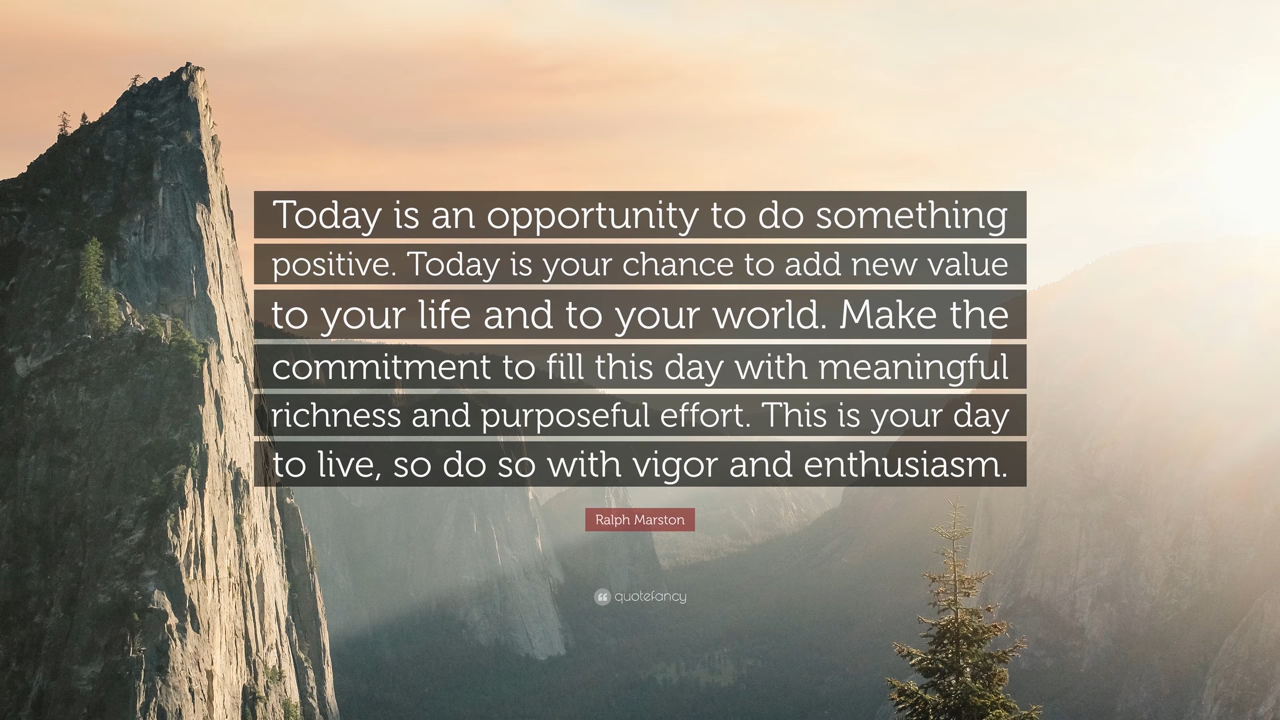 Today is an opportunity to do something
positive. Today is your chance to add new value
to your life and to your world. Make the
commitment to fill this day with meaningful
richness and purposeful effort. This is your day
to live, so do so with vigor and enthusiasm.
Ralph Marston
quotefancy